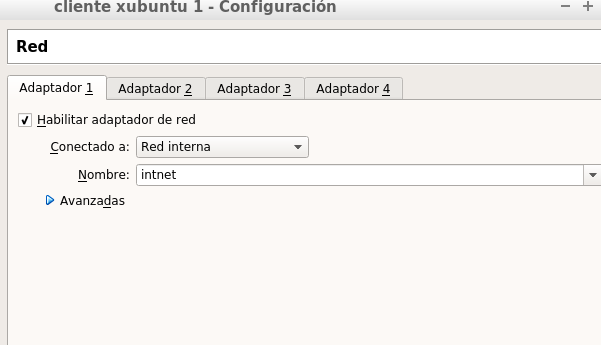 cliente xubuntu 1 - Configuración
Red
Adaptador 1 Adaptador 2 Adaptador 3 Adaptador 4
Habilitar adaptador de red
Conectado a: Red interna
Nombre: intnet
Avanzadas